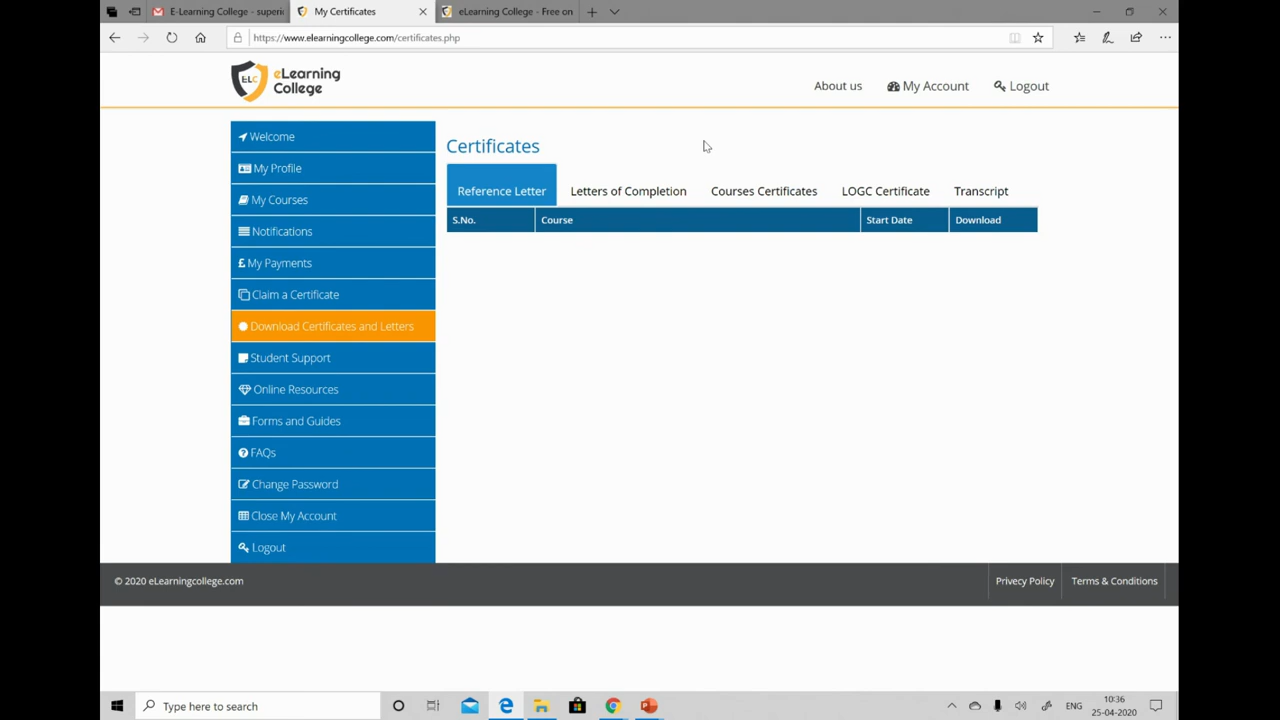 E-Learning College - superi
My Certificates
eLearning College - Free on
https://www.elearningcollege.com/certificates.php
ELC
eLearning
College
About us
My Account
Logout
Welcome
My Profile
My Courses
Notifications
£ My Payments
Claim a Certificate
Download Certificates and Letters
Student Support
Online Resources
Forms and Guides
FAQs
Change Password
Close My Account
Logout
Certificates
Reference Letter
Letters of Completion
Courses Certificates
LOGC Certificate
Transcript
S.No.
Course
Start Date
Download
© 2020 eLearningcollege.com
Privecy Policy
Terms & Conditions
Type here to search
ENG
10:36
25-04-2020